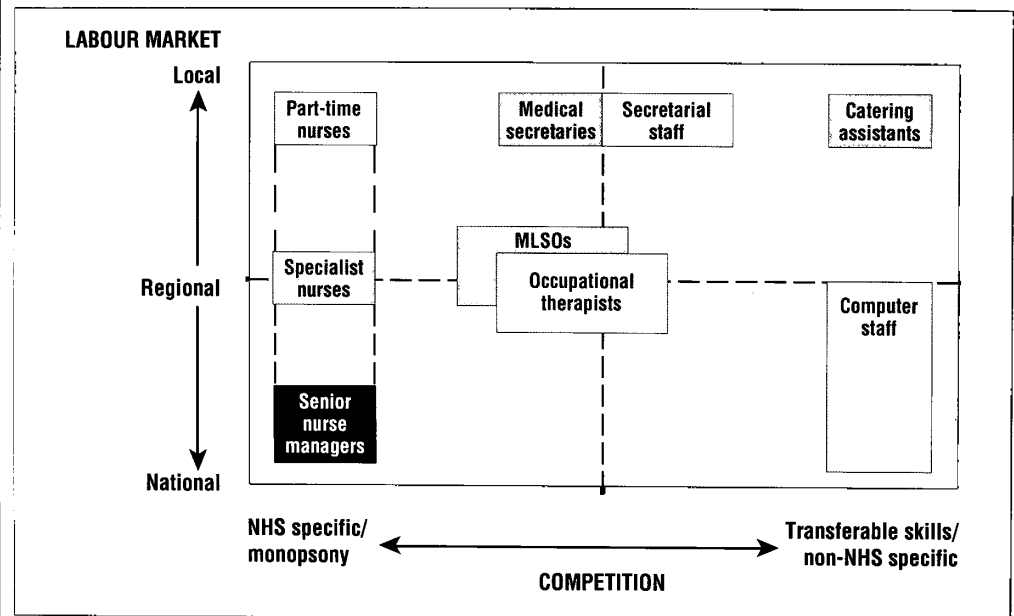 LABOUR MARKET
Local
Part-time
nurses
Medical
secretaries
Secretarial
staff
Catering
assistants
MLSOs
Regional
Specialist
nurses
Occupational
therapists
Computer
staff
Senior
nurse
managers
National
NHS specific/
monopsony
Transferable skills/
non-NHS specific
COMPETITION